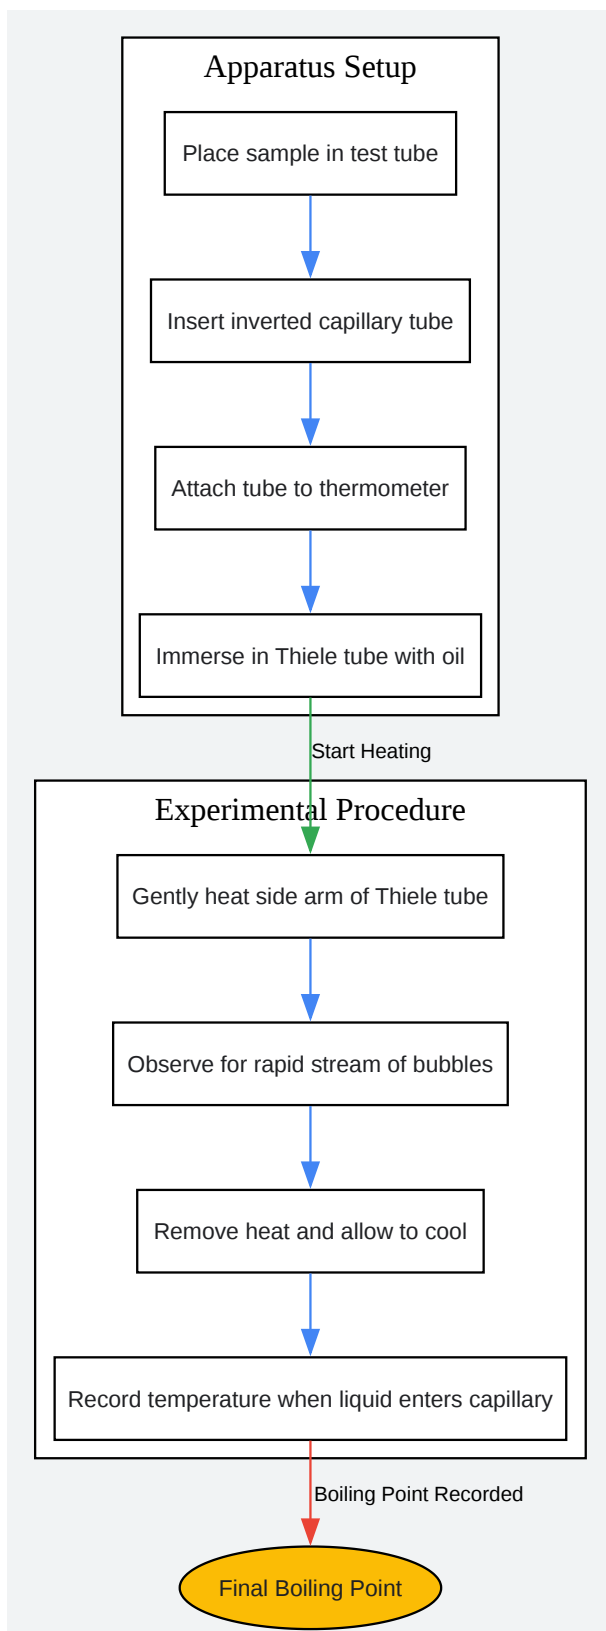 Apparatus Setup
Place sample in test tube
Insert inverted capillary tube
Attach tube to thermometer
Immerse in Thiele tube with oil
Start Heating
Experimental Procedure
Gently heat side arm of Thiele tube
Observe for rapid stream of bubbles
Remove heat and allow to cool
Record temperature when liquid enters capillary
Boiling Point Recorded
Final Boiling Point